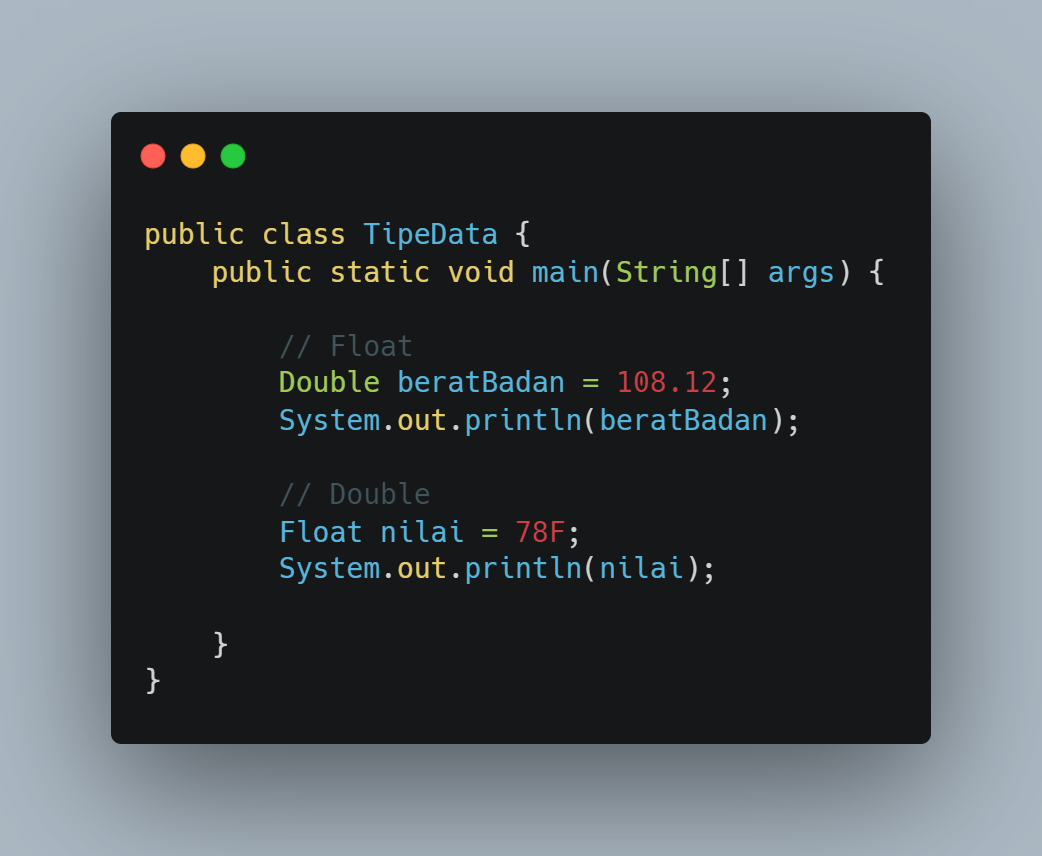 public class TipeData {
    public static void main(String[] args) {
        // Float
        Double beratBadan = 108.12;
        System.out.println(beratBadan);
        // Double
        Float nilai = 78F;
        System.out.println(nilai);
    }
}